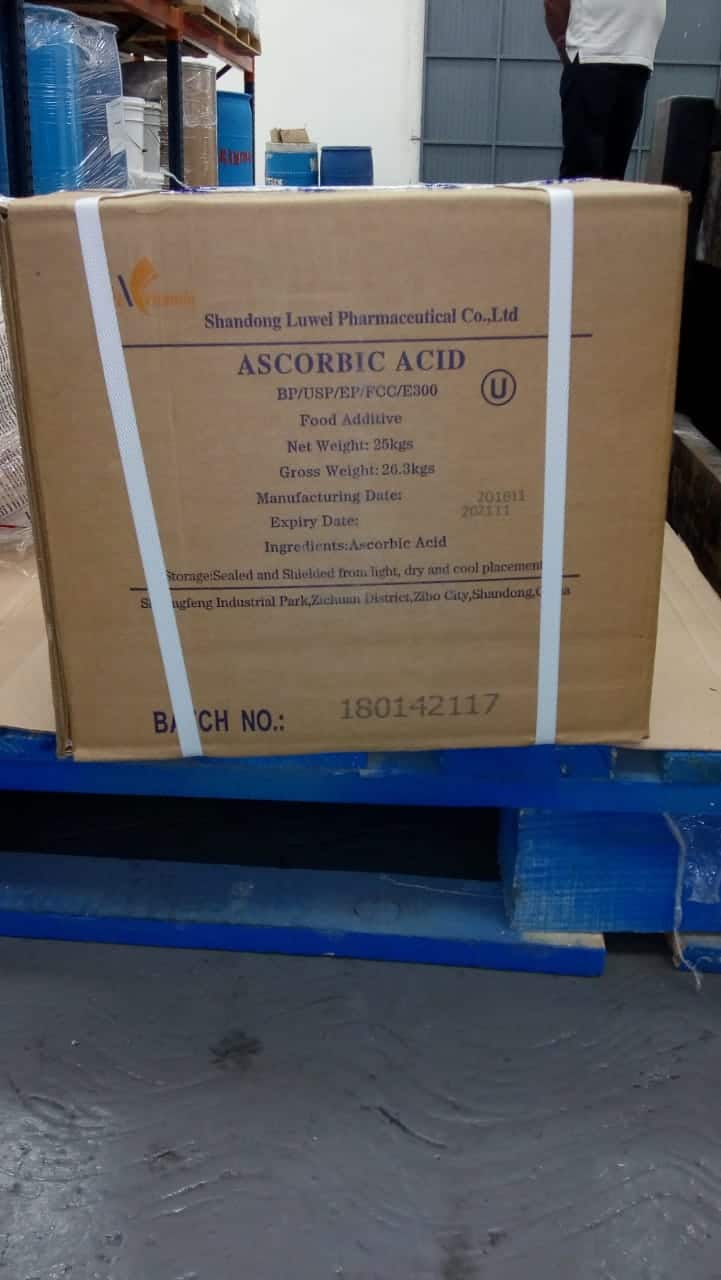 Shandong Luwei Pharmaceutical Co.,Ltd
ASCORBIC ACID
BP/USP/EP/FCC/E300
U
Food Additive
Net Weight: 25kgs
Gross Weight: 26.3kgs
Manufacturing Date: 201811
Expiry Date: 202111
Ingredients:Ascorbic Acid
Storage:Sealed and Shielded from light, dry and cool placement
Industrial Park,Zichuan District,Zibo City,Shandong,
NO.: 180142117